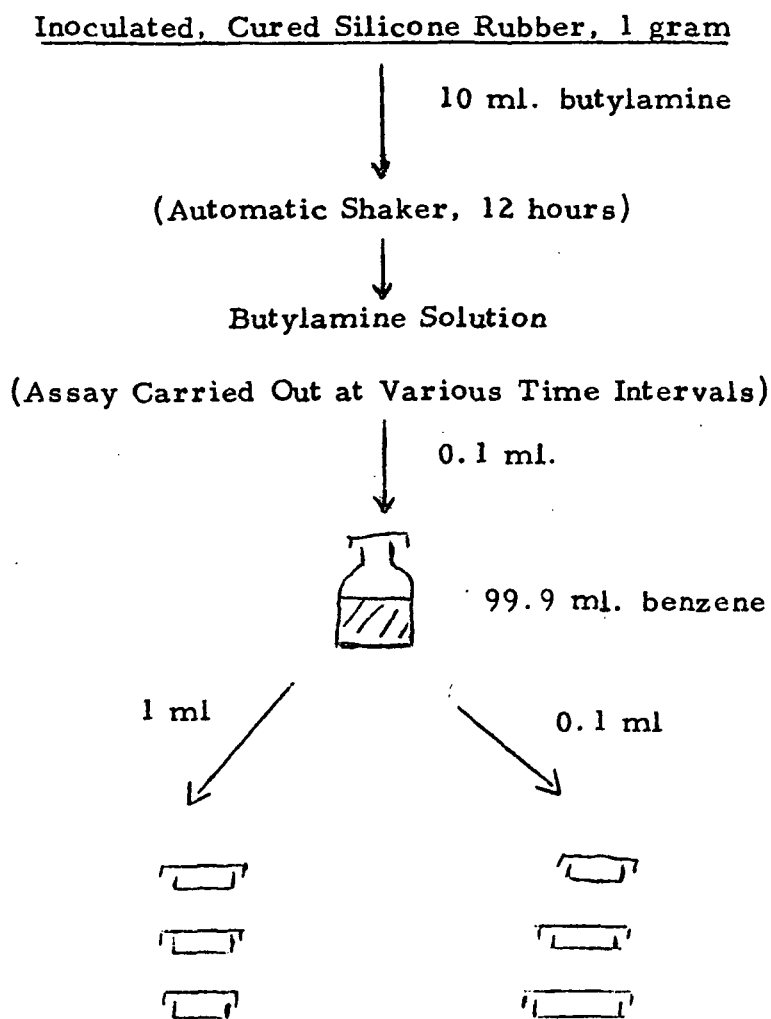 Inoculated, Cured Silicone Rubber, 1 gram
10 ml. butylamine
(Automatic Shaker, 12 hours)
Butylamine Solution
(Assay Carried Out at Various Time Intervals)
0.1 ml.
99.9 ml. benzene
1 ml
0.1 ml